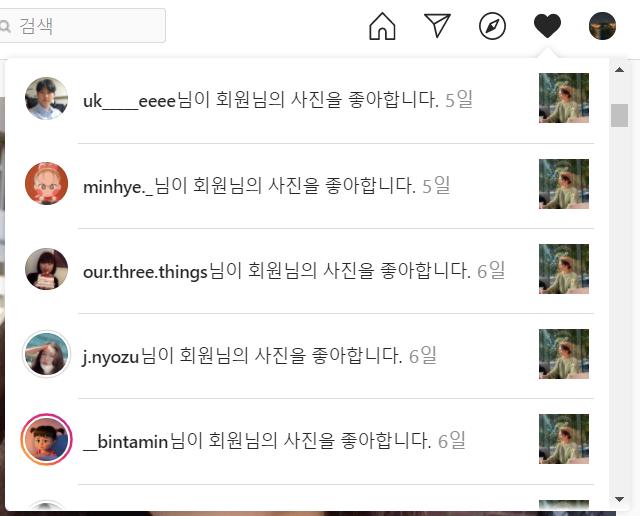 검색
uk_____eeee님이 회원님의 사진을 좋아합니다. 5일
minhye._님이 회원님의 사진을 좋아합니다. 5일
our.three.things님이 회원님의 사진을 좋아합니다. 6일
j.nyozu님이 회원님의 사진을 좋아합니다. 6일
__bintamin님이 회원님의 사진을 좋아합니다. 6일